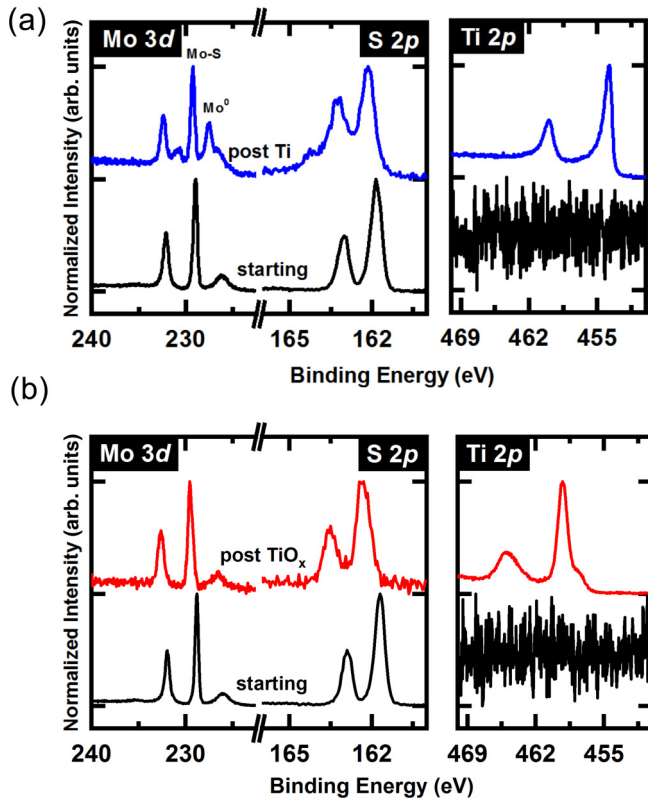 (a)
Mo 3d
S 2p
Ti 2p
Mo-S
Mo⁰
post Ti
starting
Normalized Intensity (arb. units)
240 230 165 162 469 462 455
Binding Energy (eV)
(b)
Mo 3d
S 2p
Ti 2p
post TiOₓ
starting
Normalized Intensity (arb. units)
240 230 165 162 469 462 455
Binding Energy (eV)